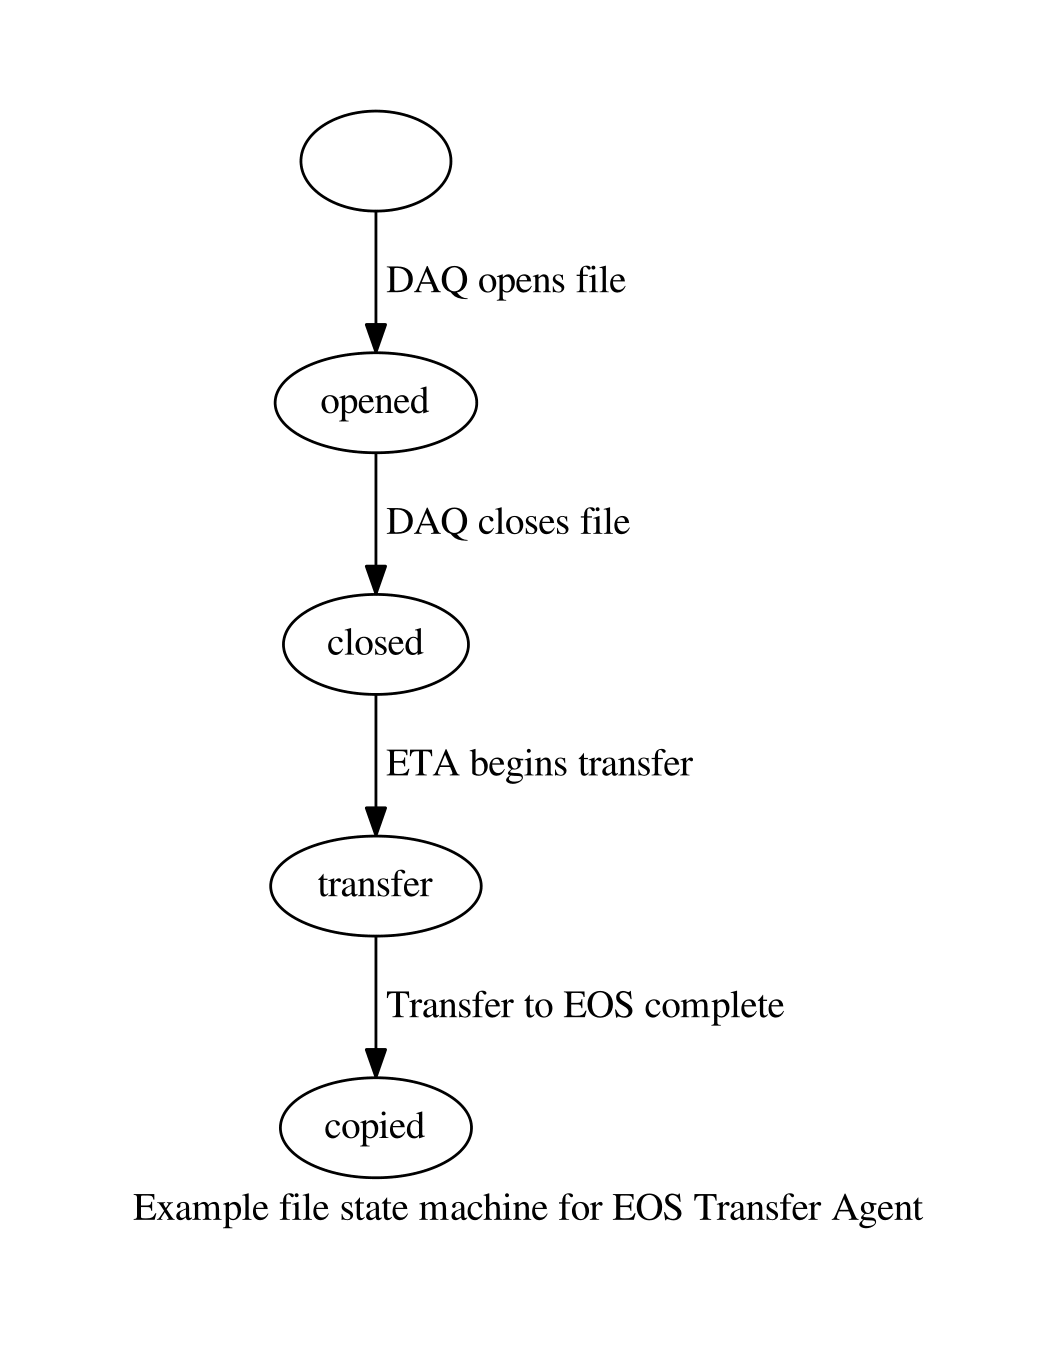 DAQ opens file
opened
DAQ closes file
closed
ETA begins transfer
transfer
Transfer to EOS complete
copied
Example file state machine for EOS Transfer Agent